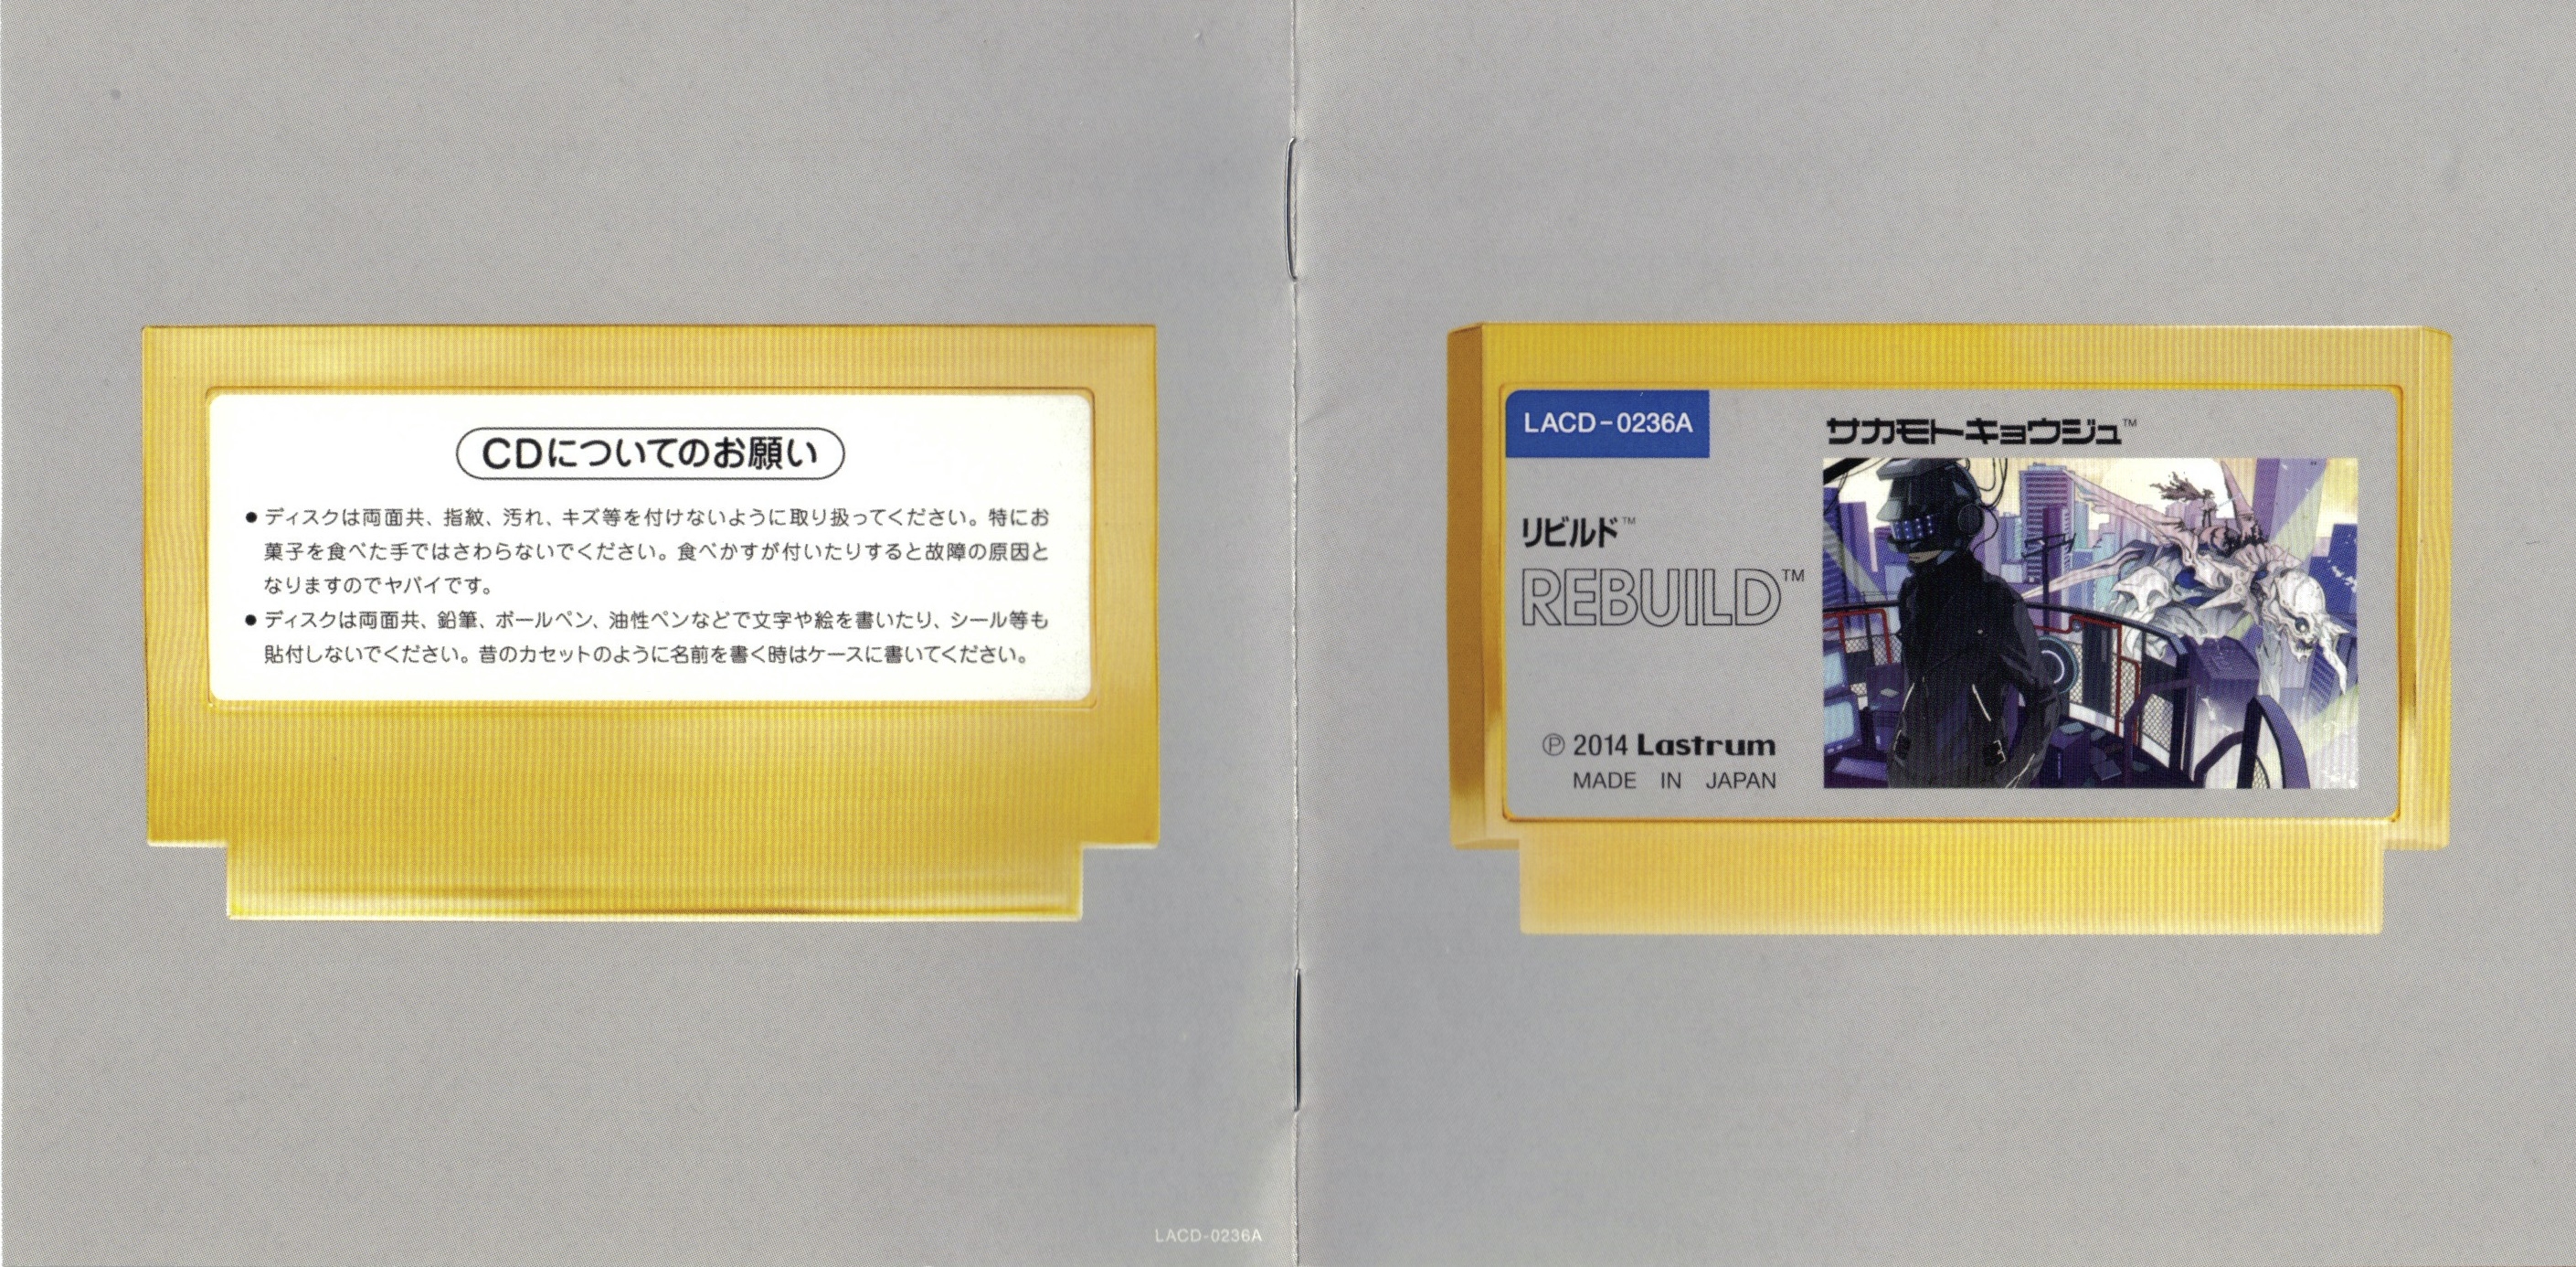 CDについてのお願い
●ディスクは両面共、指紋、汚れ、キズ等を付けないように取り扱ってください。特にお
菓子を食べた手ではさわらないでください。食べかすが付いたりすると故障の原因と
なりますのでヤバイです。
●ディスクは両面共、鉛筆、ボールペン、油性ペンなどで文字や絵を書いたり、シール等も
貼付しないでください。昔のカセットのように名前を書く時はケースに書いてください。
LACD-0236A
LACD-0236A
サカモトキョウジュ™
リビルド™
REBUILD™
℗ 2014 Lastrum
MADE IN JAPAN